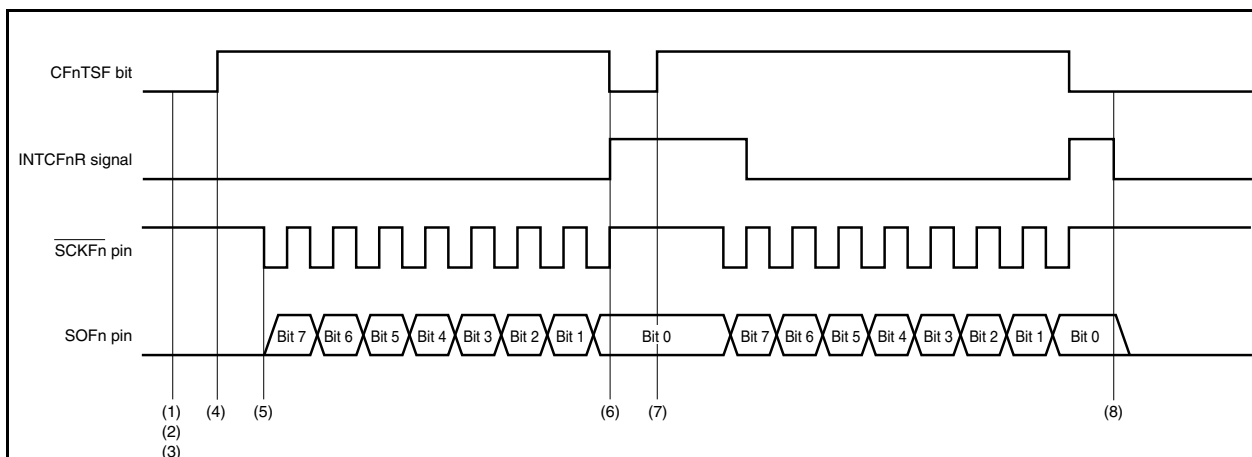 CFnTSF bit
INTCFnR signal
SCKFn pin
SOFn pin
Bit 7 Bit 6 Bit 5 Bit 4 Bit 3 Bit 2 Bit 1 Bit 0 Bit 7 Bit 6 Bit 5 Bit 4 Bit 3 Bit 2 Bit 1 Bit 0
(1) (4) (5) (6) (7) (8)
(2)
(3)